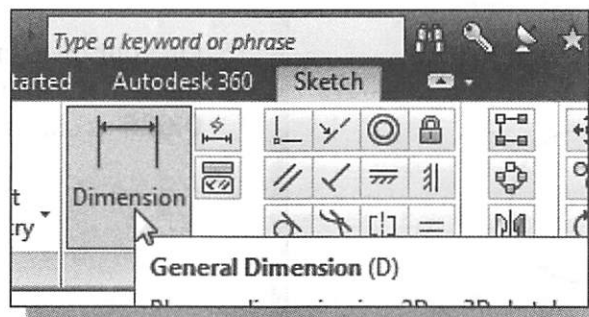 Type a keyword or phrase
tarted Autodesk 360 Sketch
Dimension
t
ry
General Dimension (D)